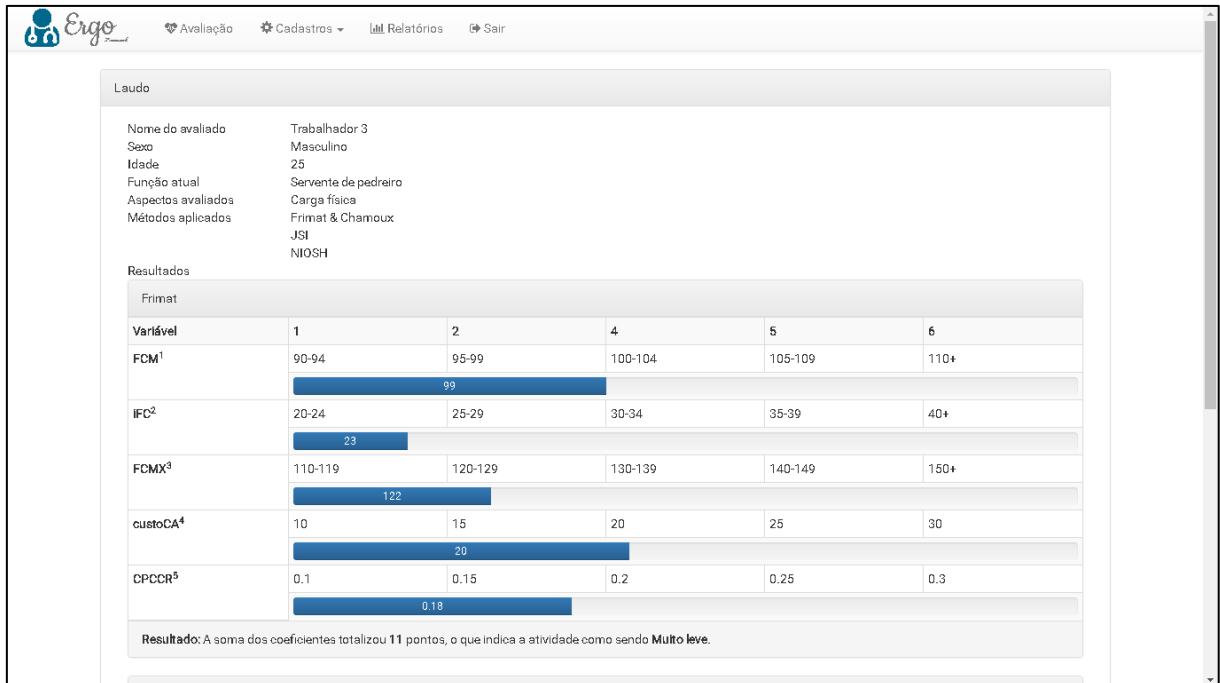 Ergo
Avaliação Cadastros Relatórios Sair
Laudo
Nome do avaliado Trabalhador 3
Sexo Masculino
Idade 25
Função atual Servente de pedreiro
Aspectos avaliados Carga física
Métodos aplicados Frimat & Chamoux
JSI
NIOSH
Resultados
Frimat
Variável 1 2 4 5 6
FCM¹ 90-94 95-99 100-104 105-109 110+
99
iFC² 20-24 25-29 30-34 35-39 40+
23
FCMX³ 110-119 120-129 130-139 140-149 150+
122
custoCA⁴ 10 15 20 25 30
20
CPCCR⁵ 0.1 0.15 0.2 0.25 0.3
0.18
Resultado: A soma dos coeficientes totalizou 11 pontos, o que indica a atividade como sendo Muito leve.